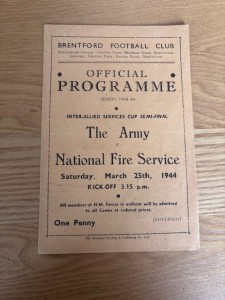 BRENTFORD FOOTBALL CLUB
OFFICIAL
PROGRAMME
INTER-ALLIED SERVICES CUP SEMI-FINAL
The Army
v.
National Fire Service
Saturday, March 25th, 1944
KICK-OFF 3.15 p.m.
All members of H.M. Forces in uniform will be admitted
to all Games at reduced prices.
One Penny
[COPYRIGHT]